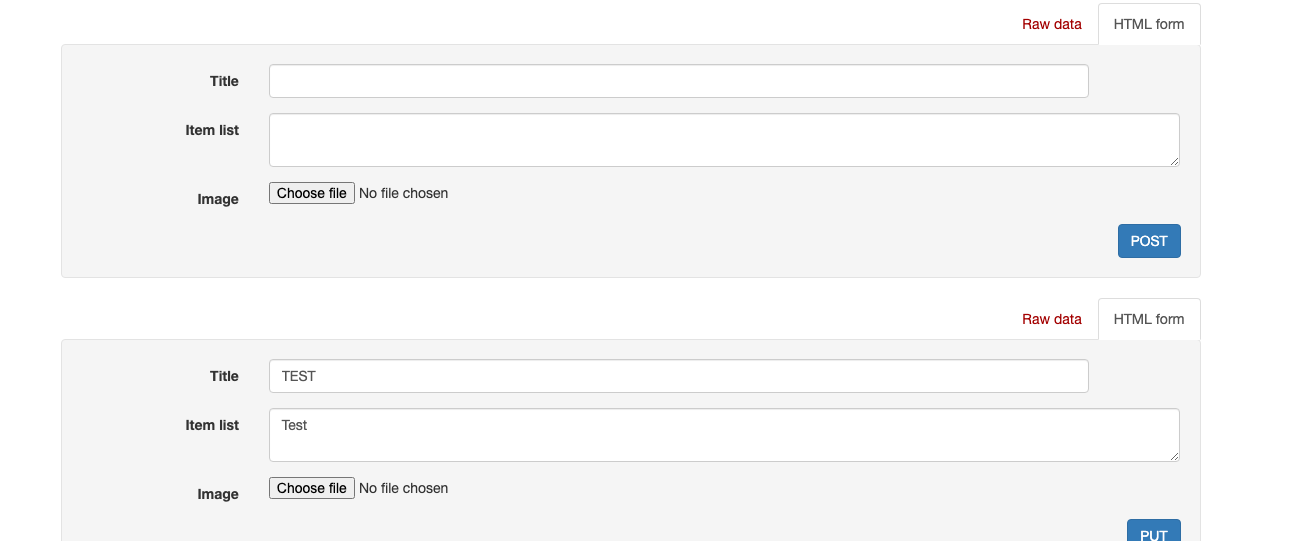 Raw data HTML form
Title
Item list
Image Choose file No file chosen
POST
Raw data HTML form
Title TEST
Item list Test
Image Choose file No file chosen
PUT